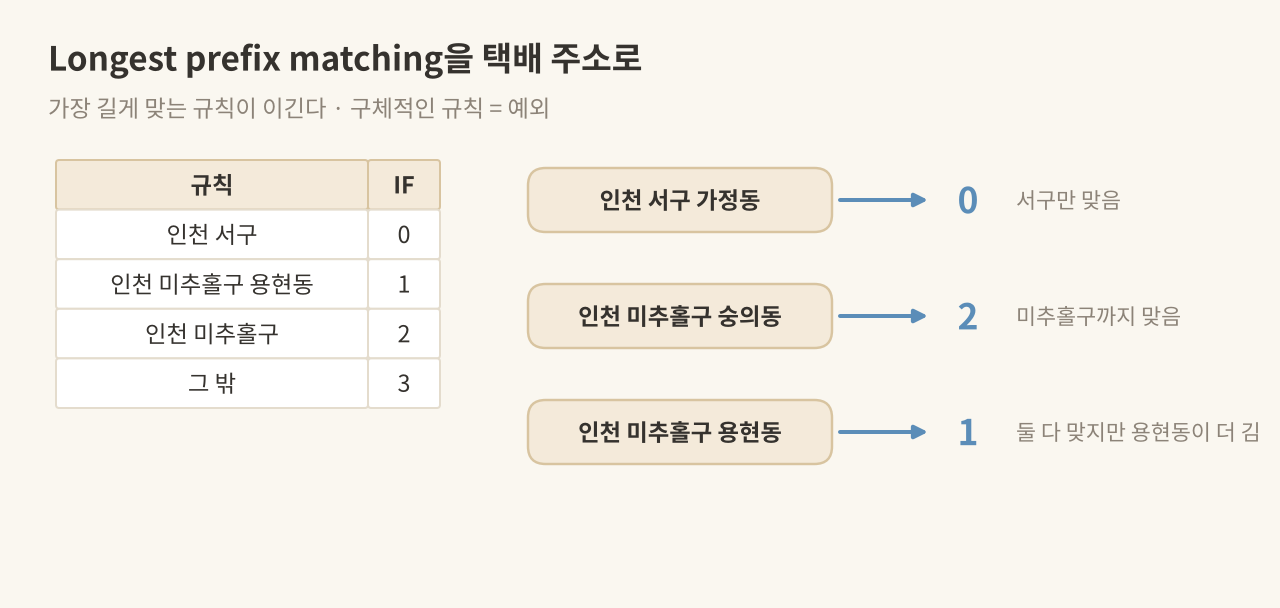 Longest prefix matching을 택배 주소로
가장 길게 맞는 규칙이 이긴다 · 구체적인 규칙 = 예외
규칙 IF
인천 서구 0
인천 미추홀구 용현동 1
인천 미추홀구 2
그 밖 3
인천 서구 가정동 0 서구만 맞음
인천 미추홀구 숭의동 2 미추홀구까지 맞음
인천 미추홀구 용현동 1 둘 다 맞지만 용현동이 더 김